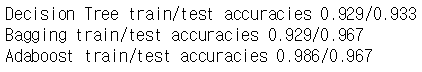 Decision Tree train/test accuracies 0.929/0.933
Bagging train/test accuracies 0.929/0.967
Adaboost train/test accuracies 0.986/0.967